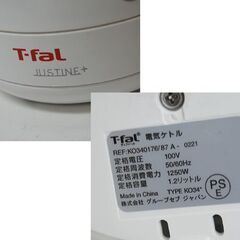 T-fal
JUSTINE+
T-fal 電気ケトル
REF:KO340176/87 A - 0221
定格電圧 100V
定格周波数 50/60Hz
定格消費電力 1250W
定格容量 1.2リットル
製造 MADE IN CHINA TYPE KO34*
株式会社 グループセブ ジャパン
PS
E